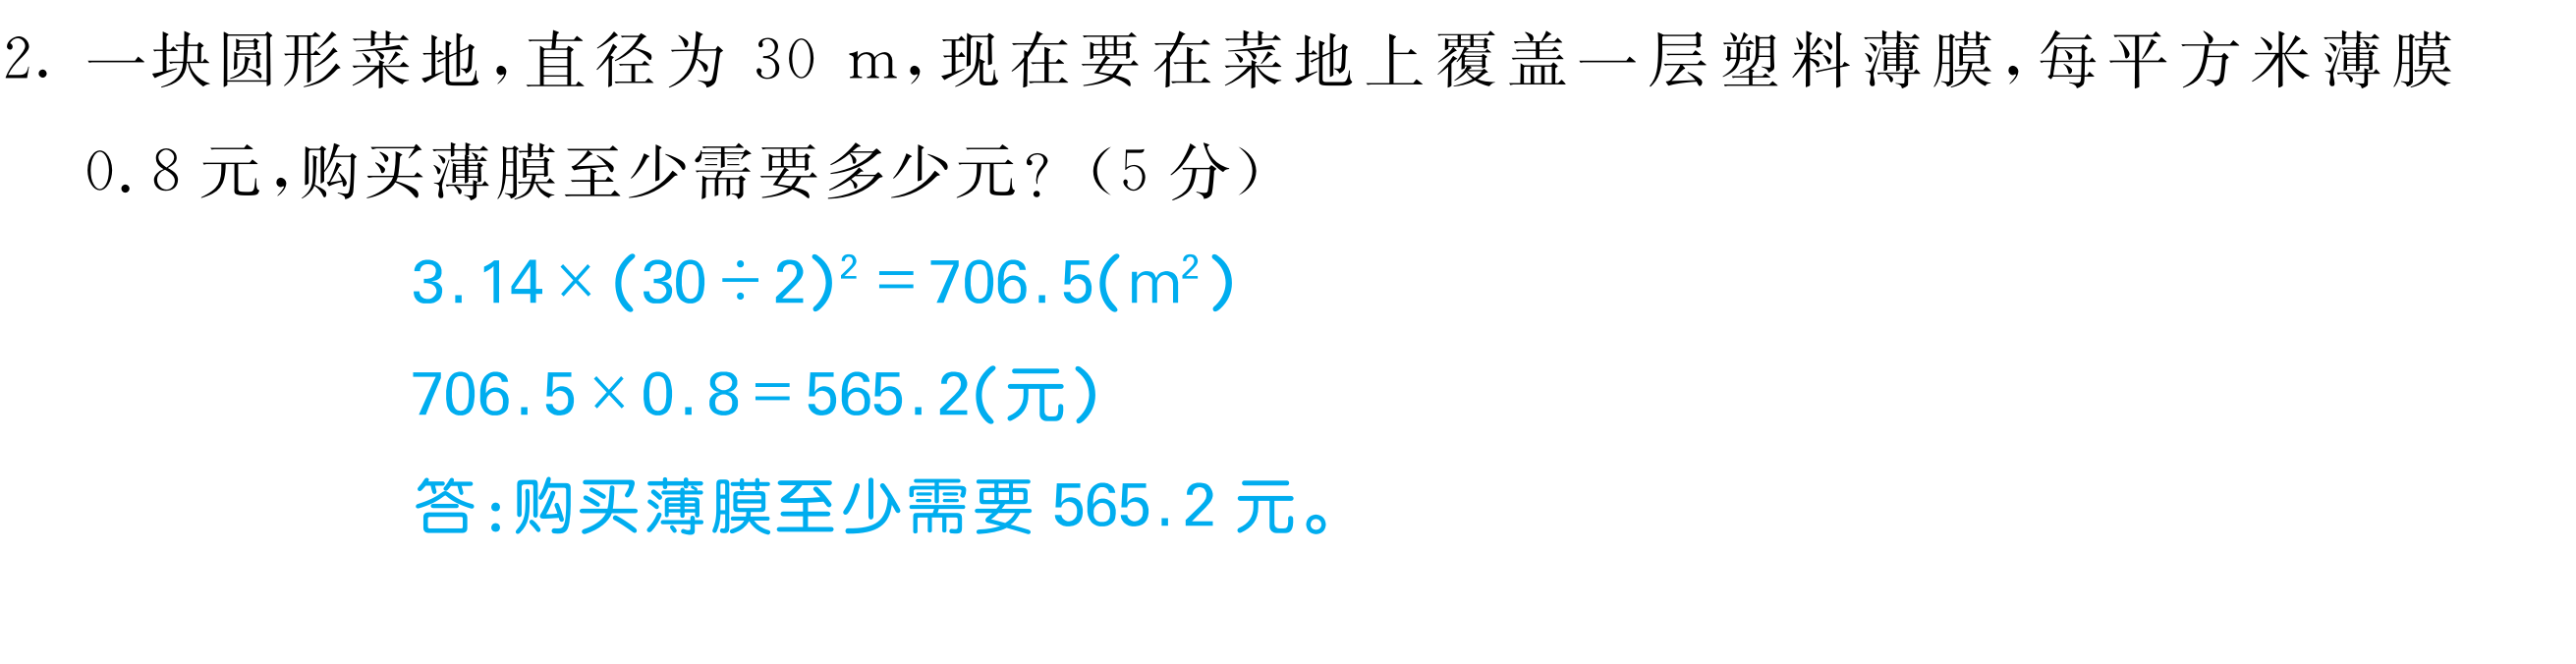 2. 一块圆形菜地,直径为 30 m,现在要在菜地上覆盖一层塑料薄膜,每平方米薄膜
0.8 元,购买薄膜至少需要多少元?(5 分)
3.14×(30÷2)²=706.5(m²)
706.5×0.8=565.2(元)
答:购买薄膜至少需要 565.2 元。